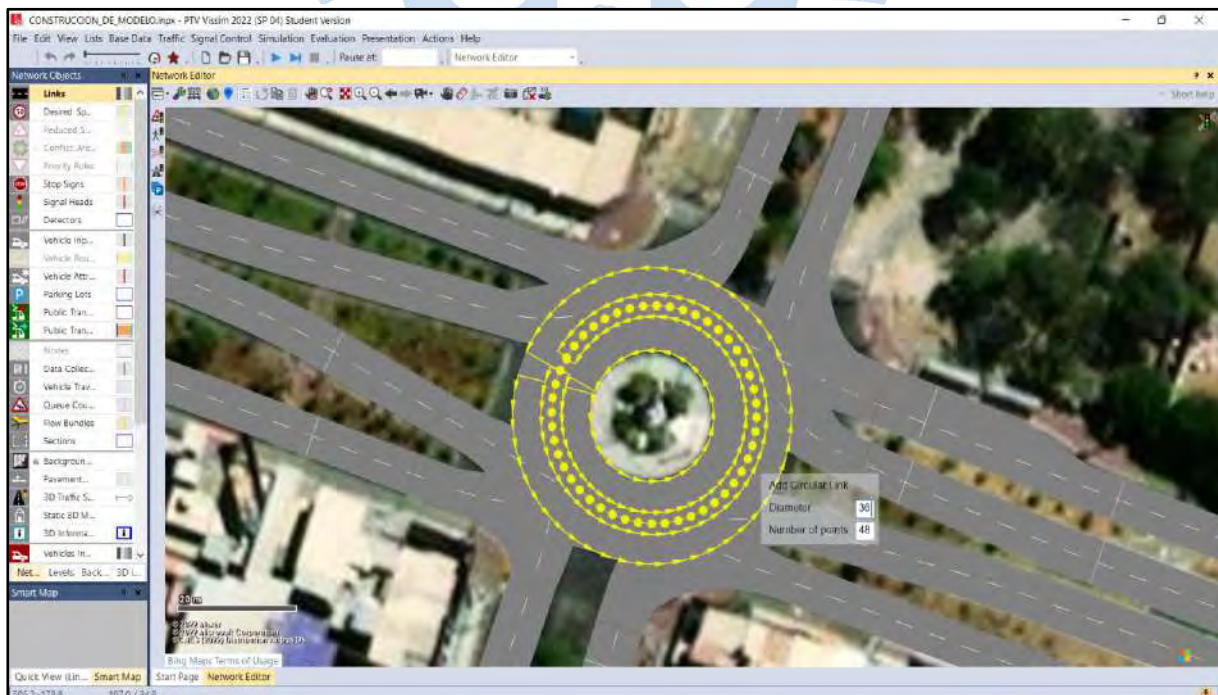 CONSTRUCCION_DE_MODELO.inpx - PTV Vissim 2022 (SP 04) Student Version
File Edit View Lists Base Data Traffic Signal Control Simulation Evaluation Presentation Actions Help
Pause at: Network Editor
Network Objects
Network Editor
Links
Short help
Desired Sp...
Reduced S...
Conflict Are...
Priority Rules
Stop Signs
Signal Heads
Detectors
Vehicle Inp...
Vehicle Rou...
Vehicle Attr...
Parking Lots
Public Tran...
Public Tran...
Nodes
Data Collec...
Vehicle Trav...
Queue Cou...
Flow Bundles
Sections
Backgroun...
Pavement...
3D Traffic S...
Static 3D M...
3D Informa...
Vehicles In...
Add Circular Link
Diameter 36
Number of points 48
Net... Levels Back... 3D I...
Smart Map
20 m
Bing Maps Terms of Usage
Quick View (Lin... Smart Map Start Page Network Editor